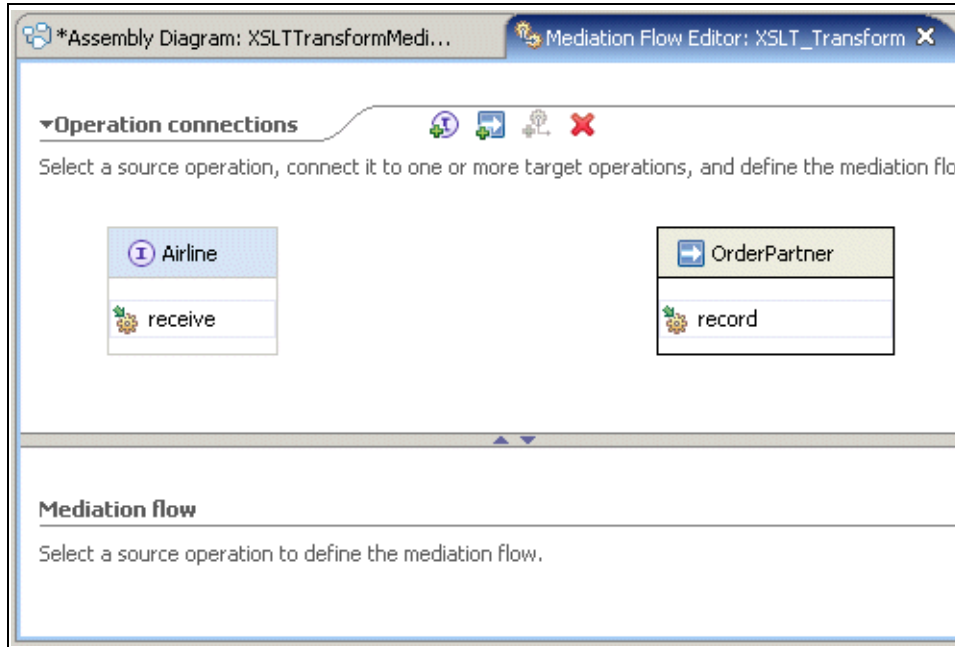 *Assembly Diagram: XSLTTransformMedi... Mediation Flow Editor: XSLT_Transform
Operation connections
Select a source operation, connect it to one or more target operations, and define the mediation flo
Airline OrderPartner
receive record
Mediation flow
Select a source operation to define the mediation flow.